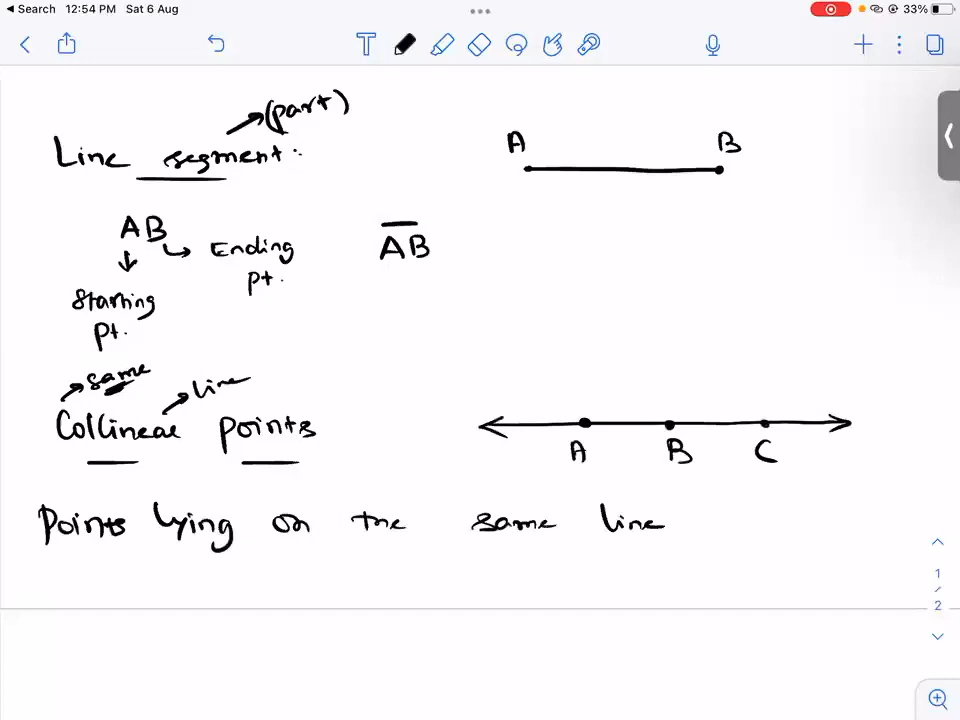 Search 12:54 PM Sat 6 Aug 33%
T
(part)
Line segment:
A B
AB Ending pt. AB
Starting pt.
same line
Collinear points
A B C
Points lying on the same line
1
/
2